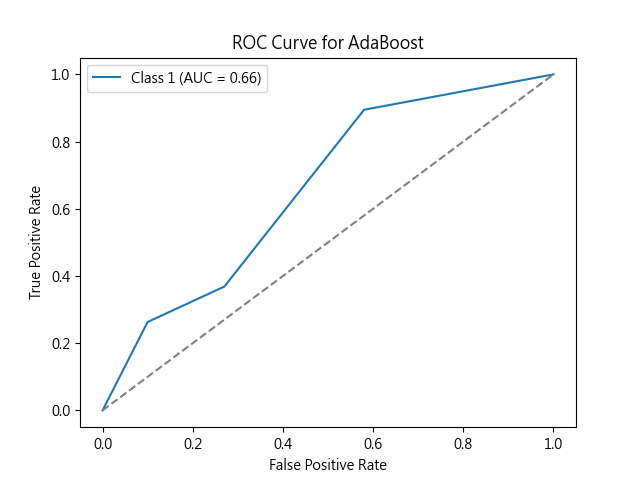 ROC Curve for AdaBoost
Class 1 (AUC = 0.66)
True Positive Rate
1.0
0.8
0.6
0.4
0.2
0.0
0.0 0.2 0.4 0.6 0.8 1.0
False Positive Rate